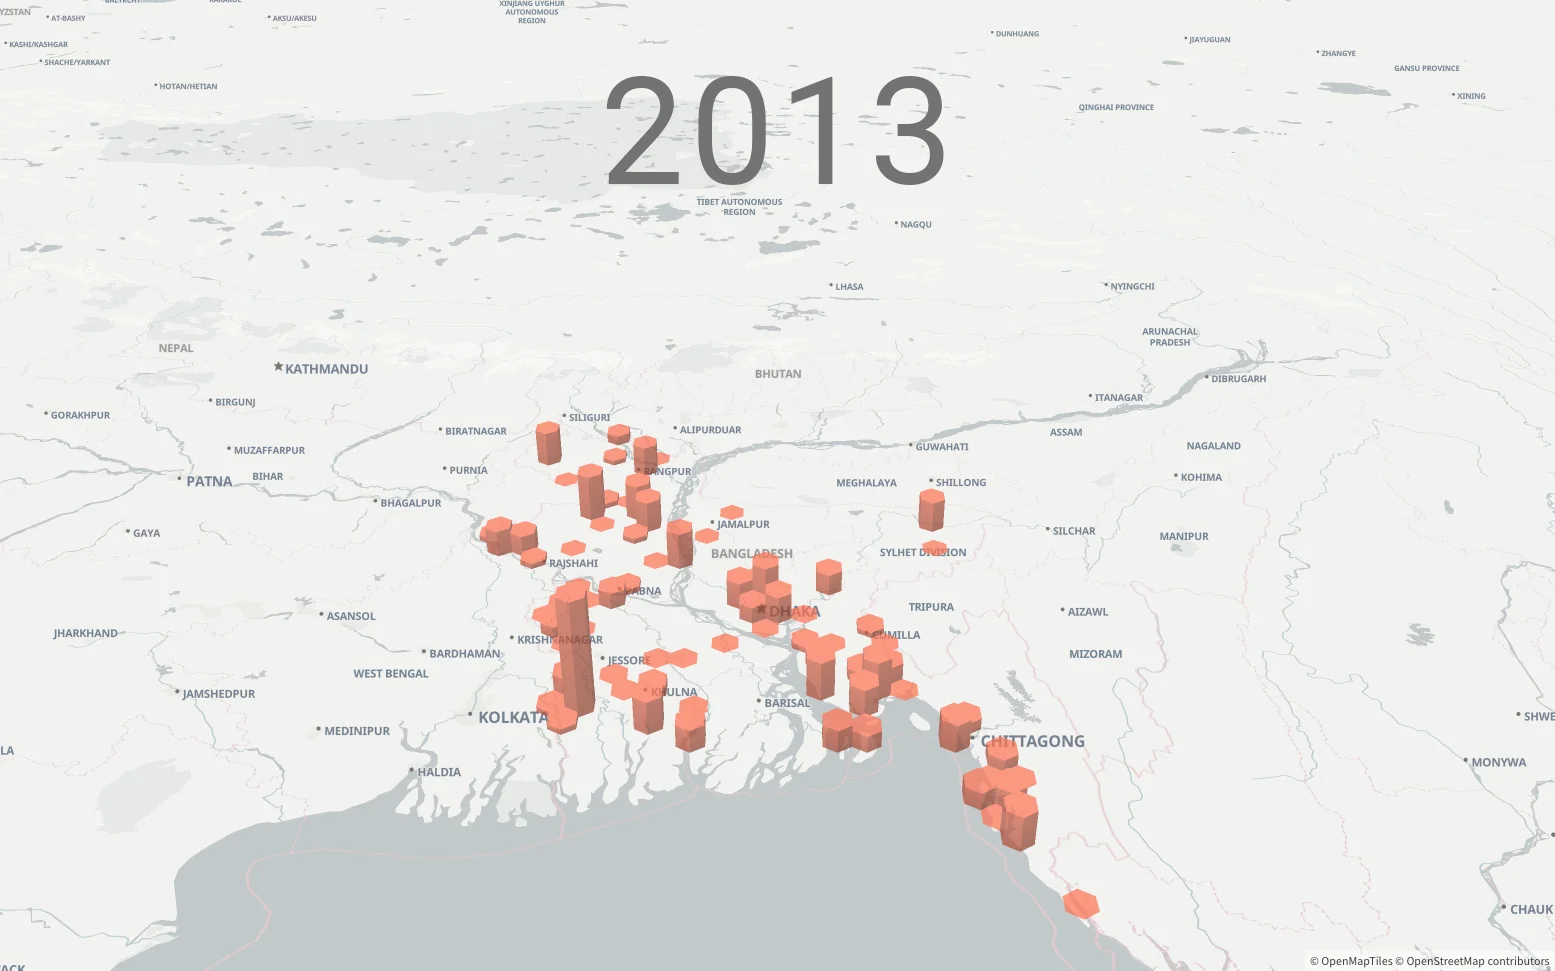 XINJIANG UYGHUR
AUTONOMOUS
REGION
YZSTAN
AT-BASHY
AKSU/AKESU
DUNHUANG
JIAYUGUAN
KASHI/KASHGAR
ZHANGYE
SHACHE/YARKANT
GANSU PROVINCE
HOTAN/HETIAN
XINING
QINGHAI PROVINCE
2013
TIBET AUTONOMOUS
REGION
NAGQU
LHASA
NYINGCHI
ARUNACHAL
PRADESH
NEPAL
KATHMANDU
BHUTAN
DIBRUGARH
BIRGUNJ
ITANAGAR
GORAKHPUR
SILIGURI
BIRATNAGAR
ALIPURDUAR
ASSAM
MUZAFFARPUR
GUWAHATI
NAGALAND
PURNIA
RANGPUR
PATNA
BIHAR
MEGHALAYA
SHILLONG
KOHIMA
BHAGALPUR
JAMALPUR
GAYA
SILCHAR
MANIPUR
BANGLADESH
SYLHET DIVISION
RAJSHAHI
PABNA
ASANSOL
DHAKA
TRIPURA
AIZAWL
JHARKHAND
KRISHNANAGAR
CUMILLA
BARDHAMAN
JESSORE
MIZORAM
WEST BENGAL
JAMSHEDPUR
KHULNA
BARISAL
KOLKATA
SHWE
MEDINIPUR
CHITTAGONG
LA
HALDIA
MONYWA
CHAUK
ACK
© OpenMapTiles © OpenStreetMap contributors